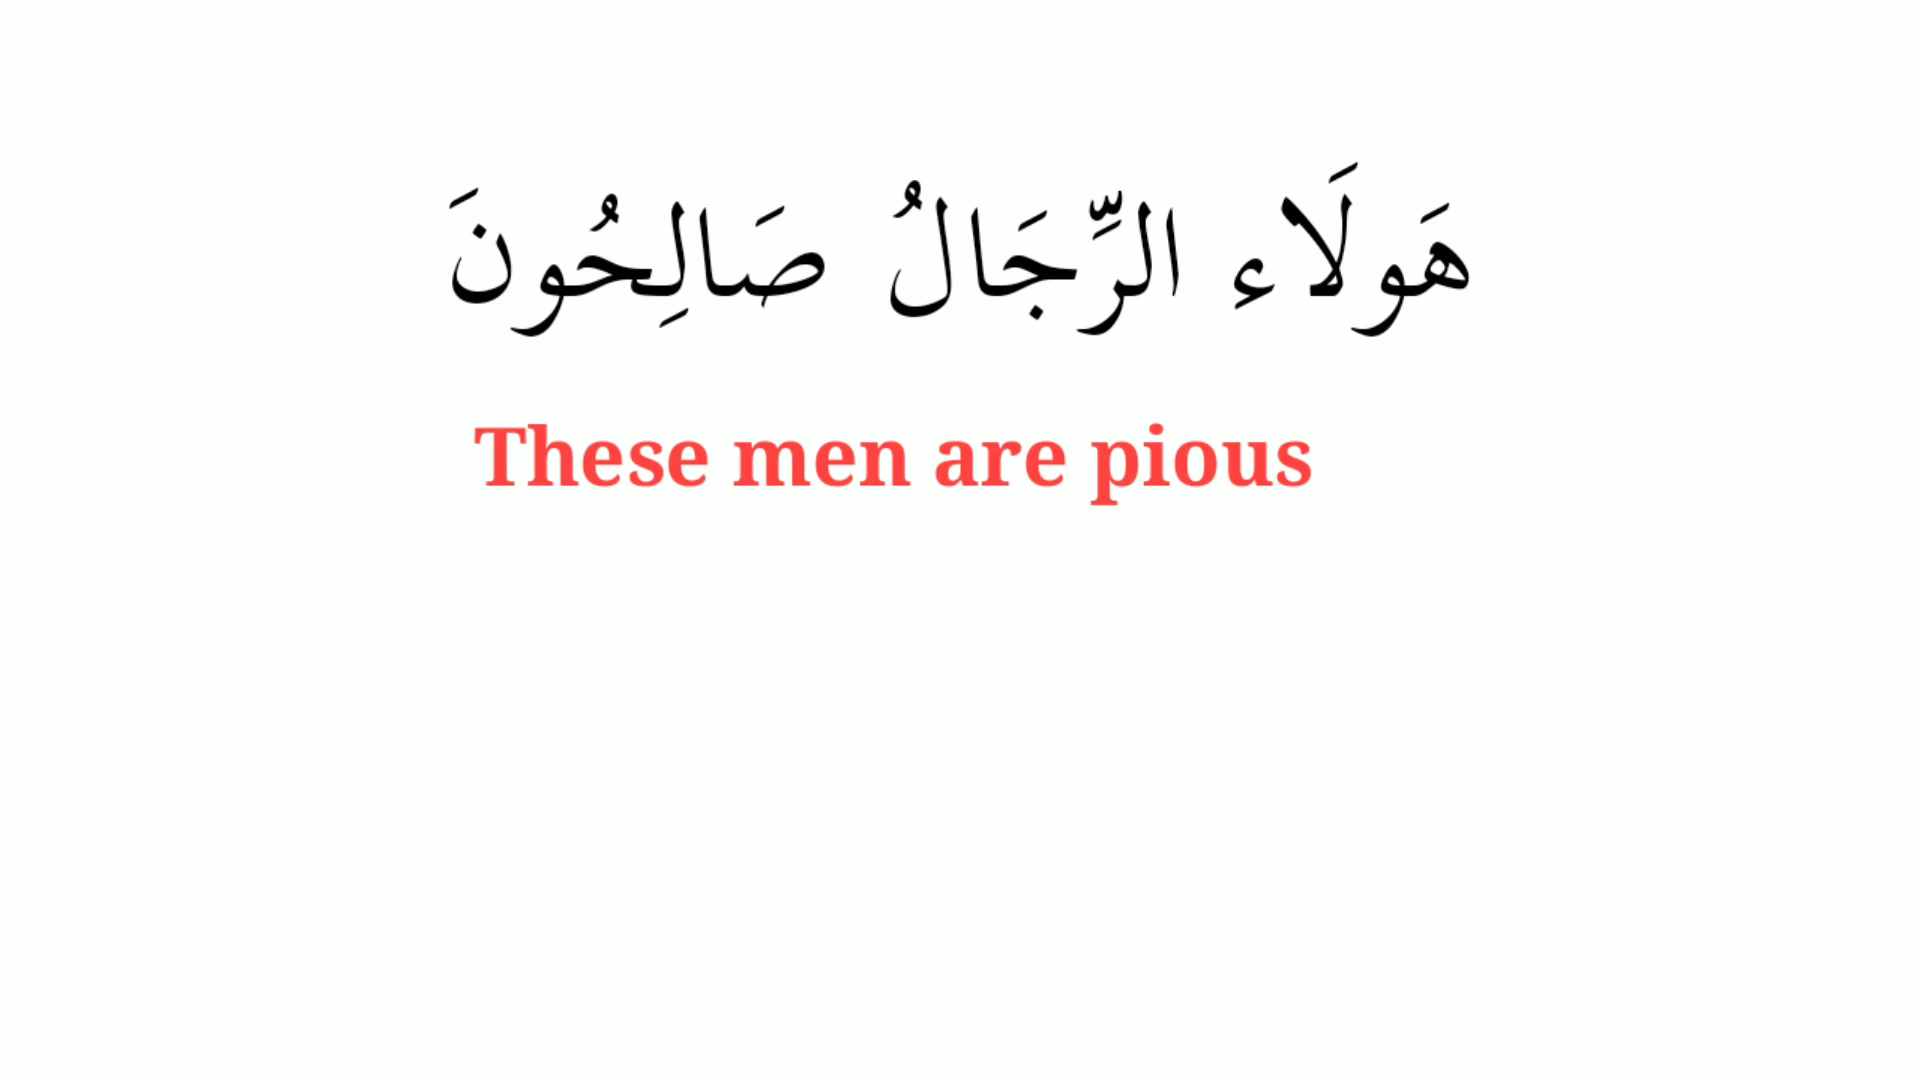 هَولَاء الرِّجَالُ صَالِحُونَ
These men are pious